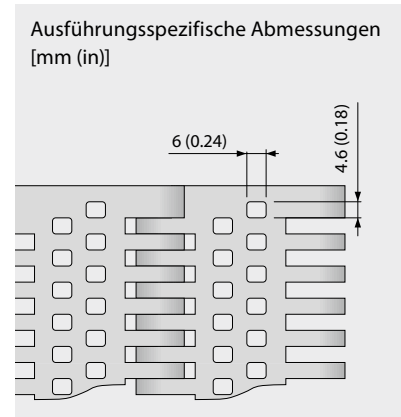 Ausführungsspezifische Abmessungen
[mm (in)]
6 (0.24)
4.6 (0.18)